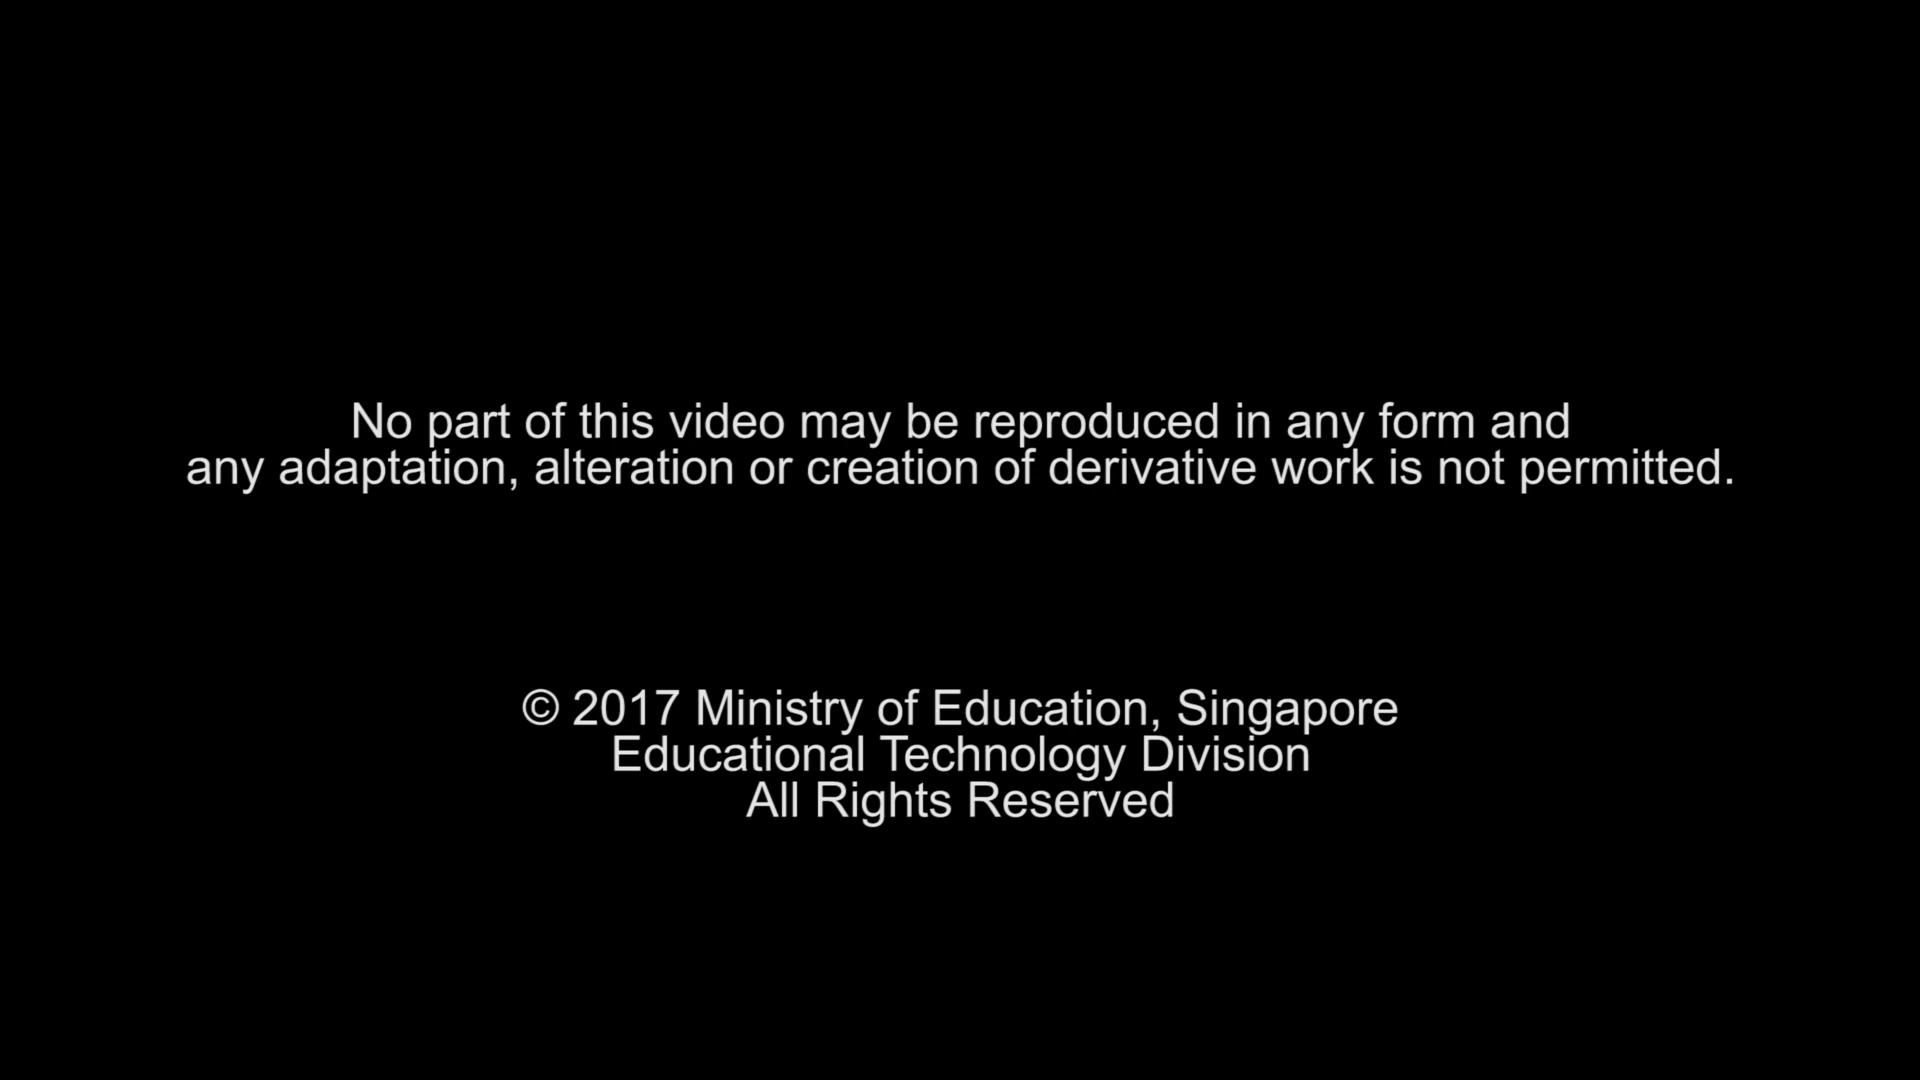 No part of this video may be reproduced in any form and
any adaptation, alteration or creation of derivative work is not permitted.
© 2017 Ministry of Education, Singapore
Educational Technology Division
All Rights Reserved